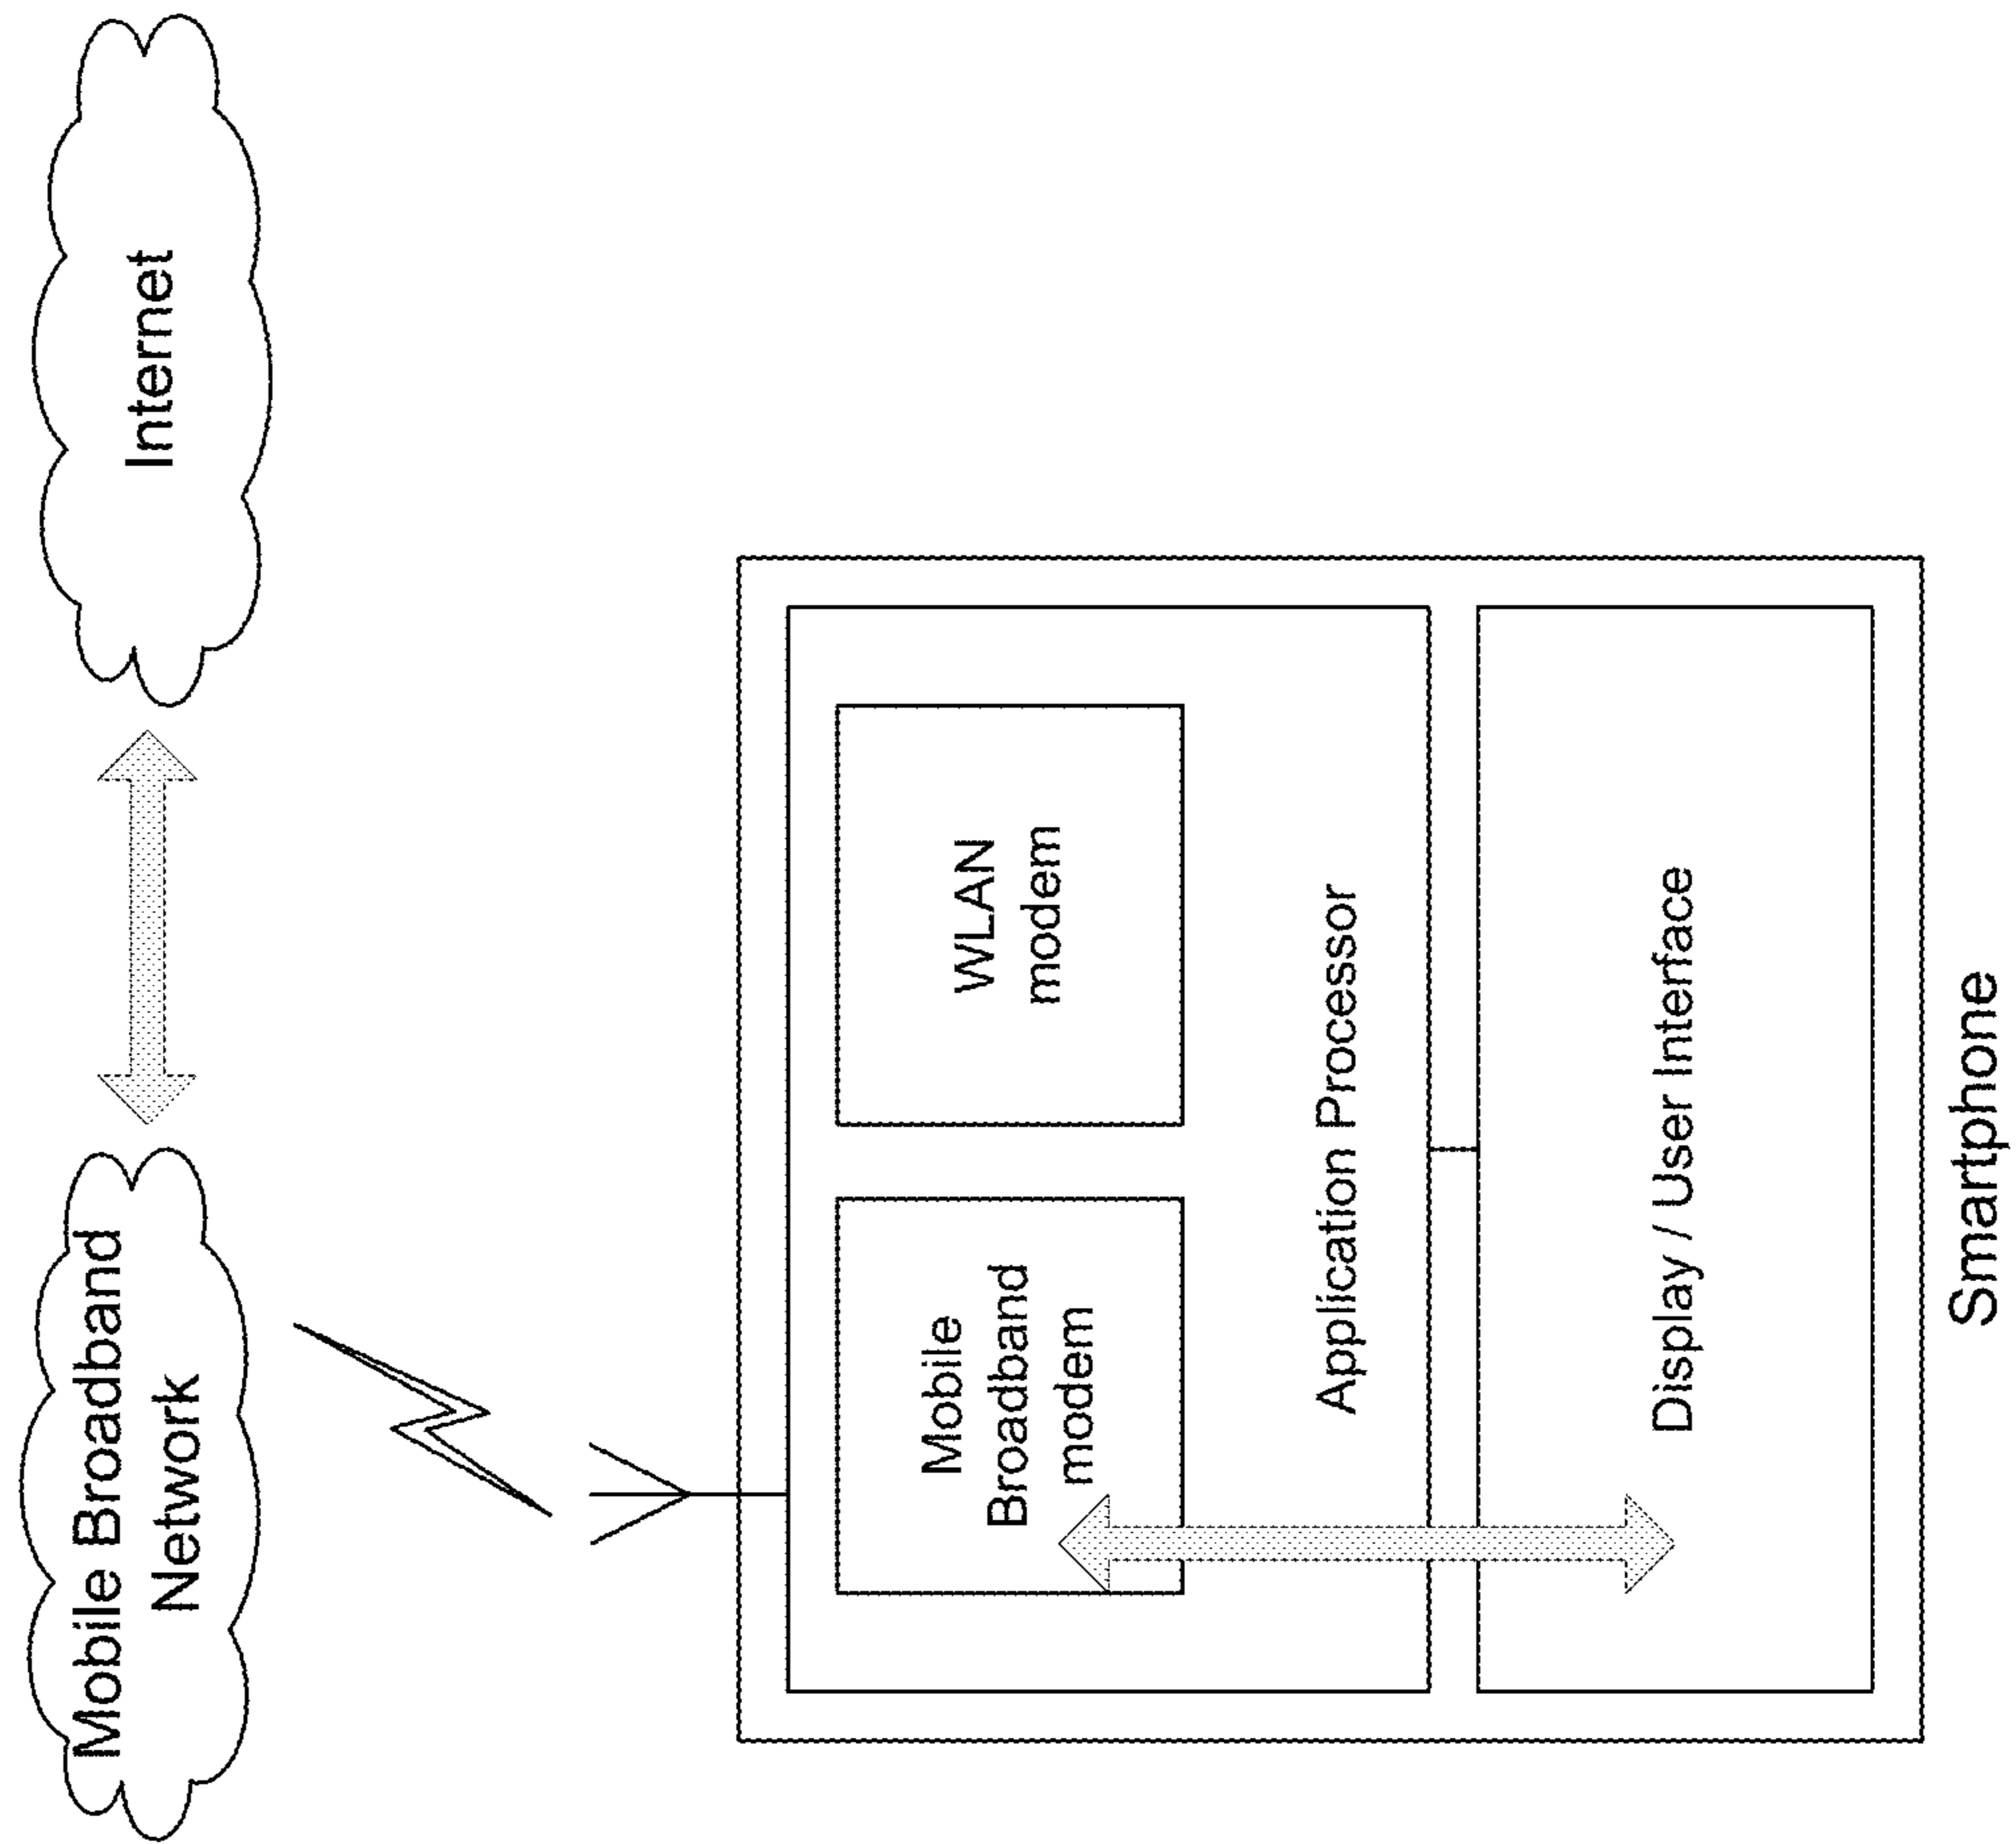 Mobile Broadband
Network
Internet
Mobile
Broadband
modem
WLAN
modem
Application Processor
Display / User Interface
Smartphone